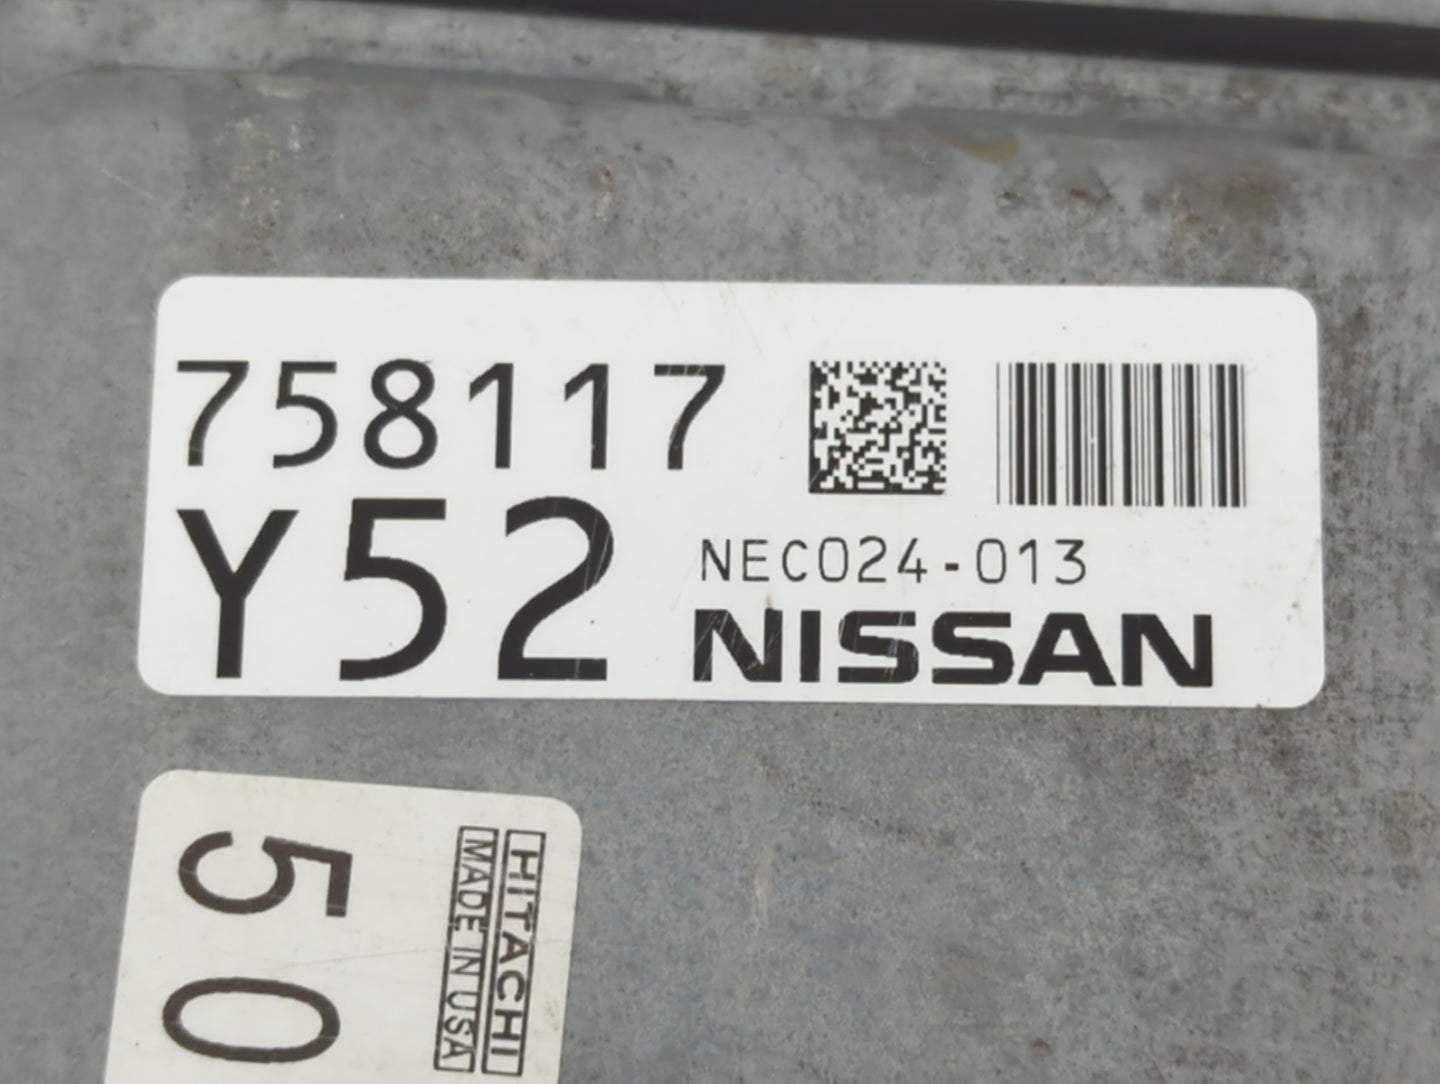 758117
Y52
NEC024-013
NISSAN
50
HITACHI
MADE IN USA